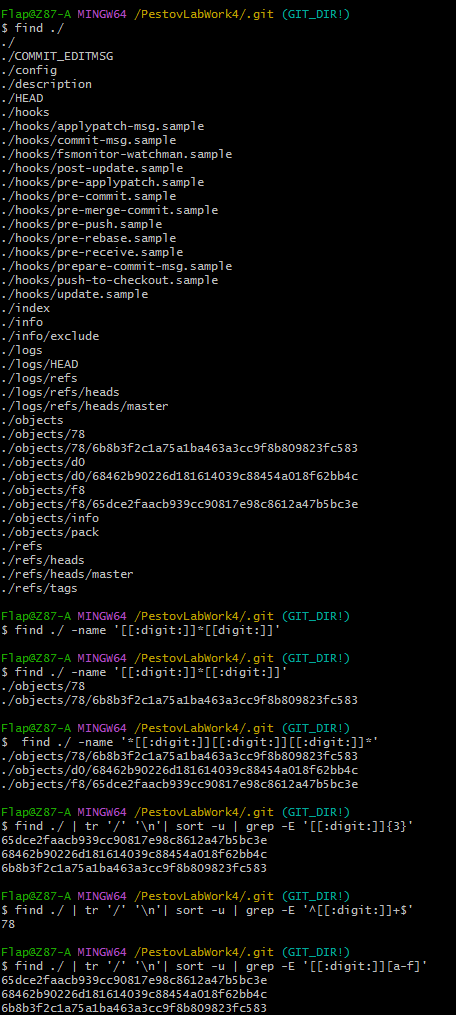 Flap@Z87-A MINGW64 /PestovLabWork4/.git (GIT_DIR!)
$ find ./
./
./COMMIT_EDITMSG
./config
./description
./HEAD
./hooks
./hooks/applypatch-msg.sample
./hooks/commit-msg.sample
./hooks/fsmonitor-watchman.sample
./hooks/post-update.sample
./hooks/pre-applypatch.sample
./hooks/pre-commit.sample
./hooks/pre-merge-commit.sample
./hooks/pre-push.sample
./hooks/pre-rebase.sample
./hooks/pre-receive.sample
./hooks/prepare-commit-msg.sample
./hooks/push-to-checkout.sample
./hooks/update.sample
./index
./info
./info/exclude
./logs
./logs/HEAD
./logs/refs
./logs/refs/heads
./logs/refs/heads/master
./objects
./objects/78
./objects/78/6b8b3f2c1a75a1ba463a3cc9f8b809823fc583
./objects/d0
./objects/d0/68462b90226d181614039c88454a018f62bb4c
./objects/f8
./objects/f8/65dce2faacb939cc90817e98c8612a47b5bc3e
./objects/info
./objects/pack
./refs
./refs/heads
./refs/heads/master
./refs/tags
Flap@Z87-A MINGW64 /PestovLabWork4/.git (GIT_DIR!)
$ find ./ -name '[[:digit:]]*[[digit:]]'
Flap@Z87-A MINGW64 /PestovLabWork4/.git (GIT_DIR!)
$ find ./ -name '[[:digit:]]*[[:digit:]]'
./objects/78
./objects/78/6b8b3f2c1a75a1ba463a3cc9f8b809823fc583
Flap@Z87-A MINGW64 /PestovLabWork4/.git (GIT_DIR!)
$  find ./ -name '*[[:digit:]][[:digit:]][[:digit:]]*'
./objects/78/6b8b3f2c1a75a1ba463a3cc9f8b809823fc583
./objects/d0/68462b90226d181614039c88454a018f62bb4c
./objects/f8/65dce2faacb939cc90817e98c8612a47b5bc3e
Flap@Z87-A MINGW64 /PestovLabWork4/.git (GIT_DIR!)
$ find ./ | tr '/' '\n'| sort -u | grep -E '[[:digit:]]{3}'
65dce2faacb939cc90817e98c8612a47b5bc3e
68462b90226d181614039c88454a018f62bb4c
6b8b3f2c1a75a1ba463a3cc9f8b809823fc583
Flap@Z87-A MINGW64 /PestovLabWork4/.git (GIT_DIR!)
$ find ./ | tr '/' '\n'| sort -u | grep -E '^[[:digit:]]+$'
78
Flap@Z87-A MINGW64 /PestovLabWork4/.git (GIT_DIR!)
$ find ./ | tr '/' '\n'| sort -u | grep -E '[[:digit:]][a-f]'
65dce2faacb939cc90817e98c8612a47b5bc3e
68462b90226d181614039c88454a018f62bb4c
6b8b3f2c1a75a1ba463a3cc9f8b809823fc583